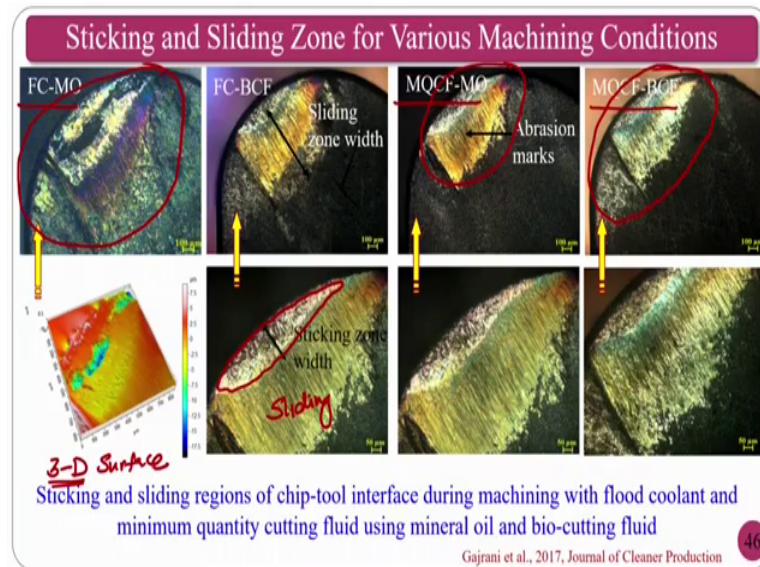 Sticking and Sliding Zone for Various Machining Conditions
FC-MO
FC-BCF
Sliding
zone width
MQCF-MO
Abrasion
marks
MQCF-BCF
100 µm
100 µm
100 µm
100 µm
Sticking zone
width
Sliding
50 µm
50 µm
50 µm
3-D Surface
Sticking and sliding regions of chip-tool interface during machining with flood coolant and
minimum quantity cutting fluid using mineral oil and bio-cutting fluid
46
Gajrani et al., 2017, Journal of Cleaner Production